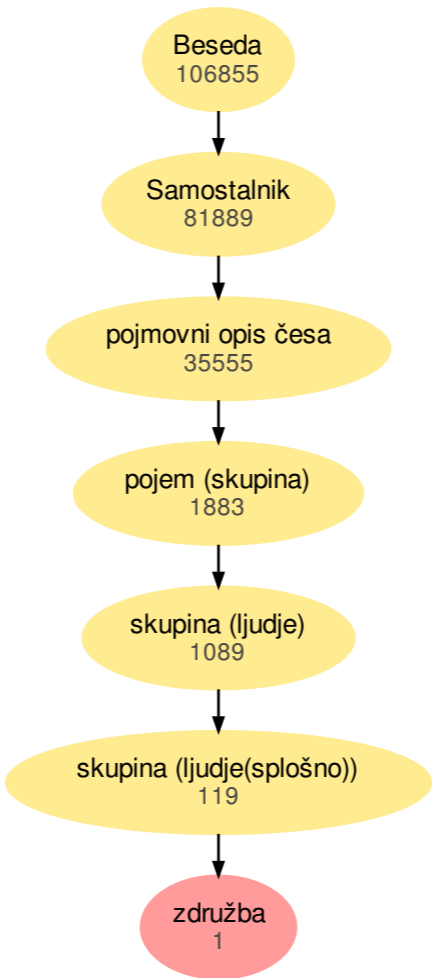 Beseda
106855
Samostalnik
81889
pojmovni opis česa
35555
pojem (skupina)
1883
skupina (ljudje)
1089
skupina (ljudje(splošno))
119
združba
1